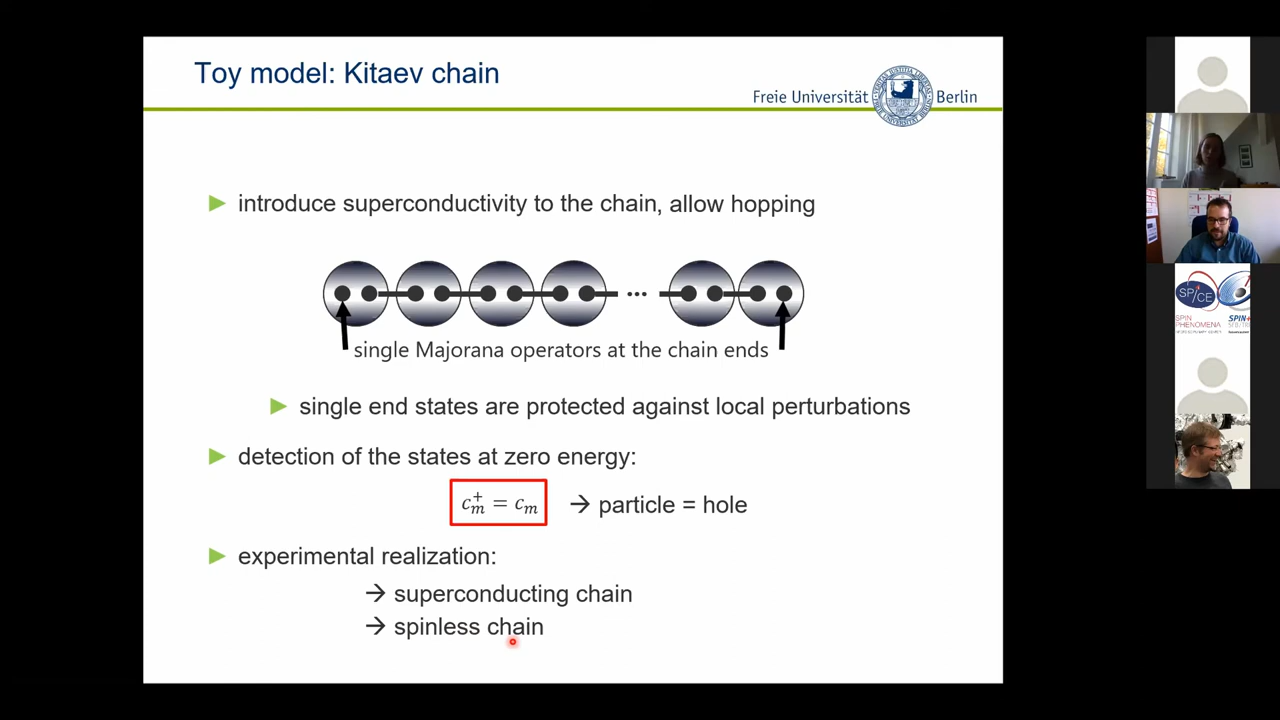 Toy model: Kitaev chain
Freie Universität Berlin
► introduce superconductivity to the chain, allow hopping
...
single Majorana operators at the chain ends
► single end states are protected against local perturbations
► detection of the states at zero energy:
c_m^+ = c_m → particle = hole
► experimental realization:
→ superconducting chain
→ spinless chain
SPICE
SPIN PHENOMENA
SPIN+